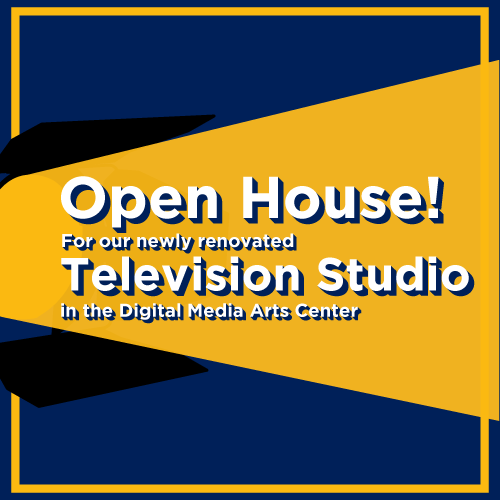 Open House!
For our newly renovated
Television Studio
in the Digital Media Arts Center